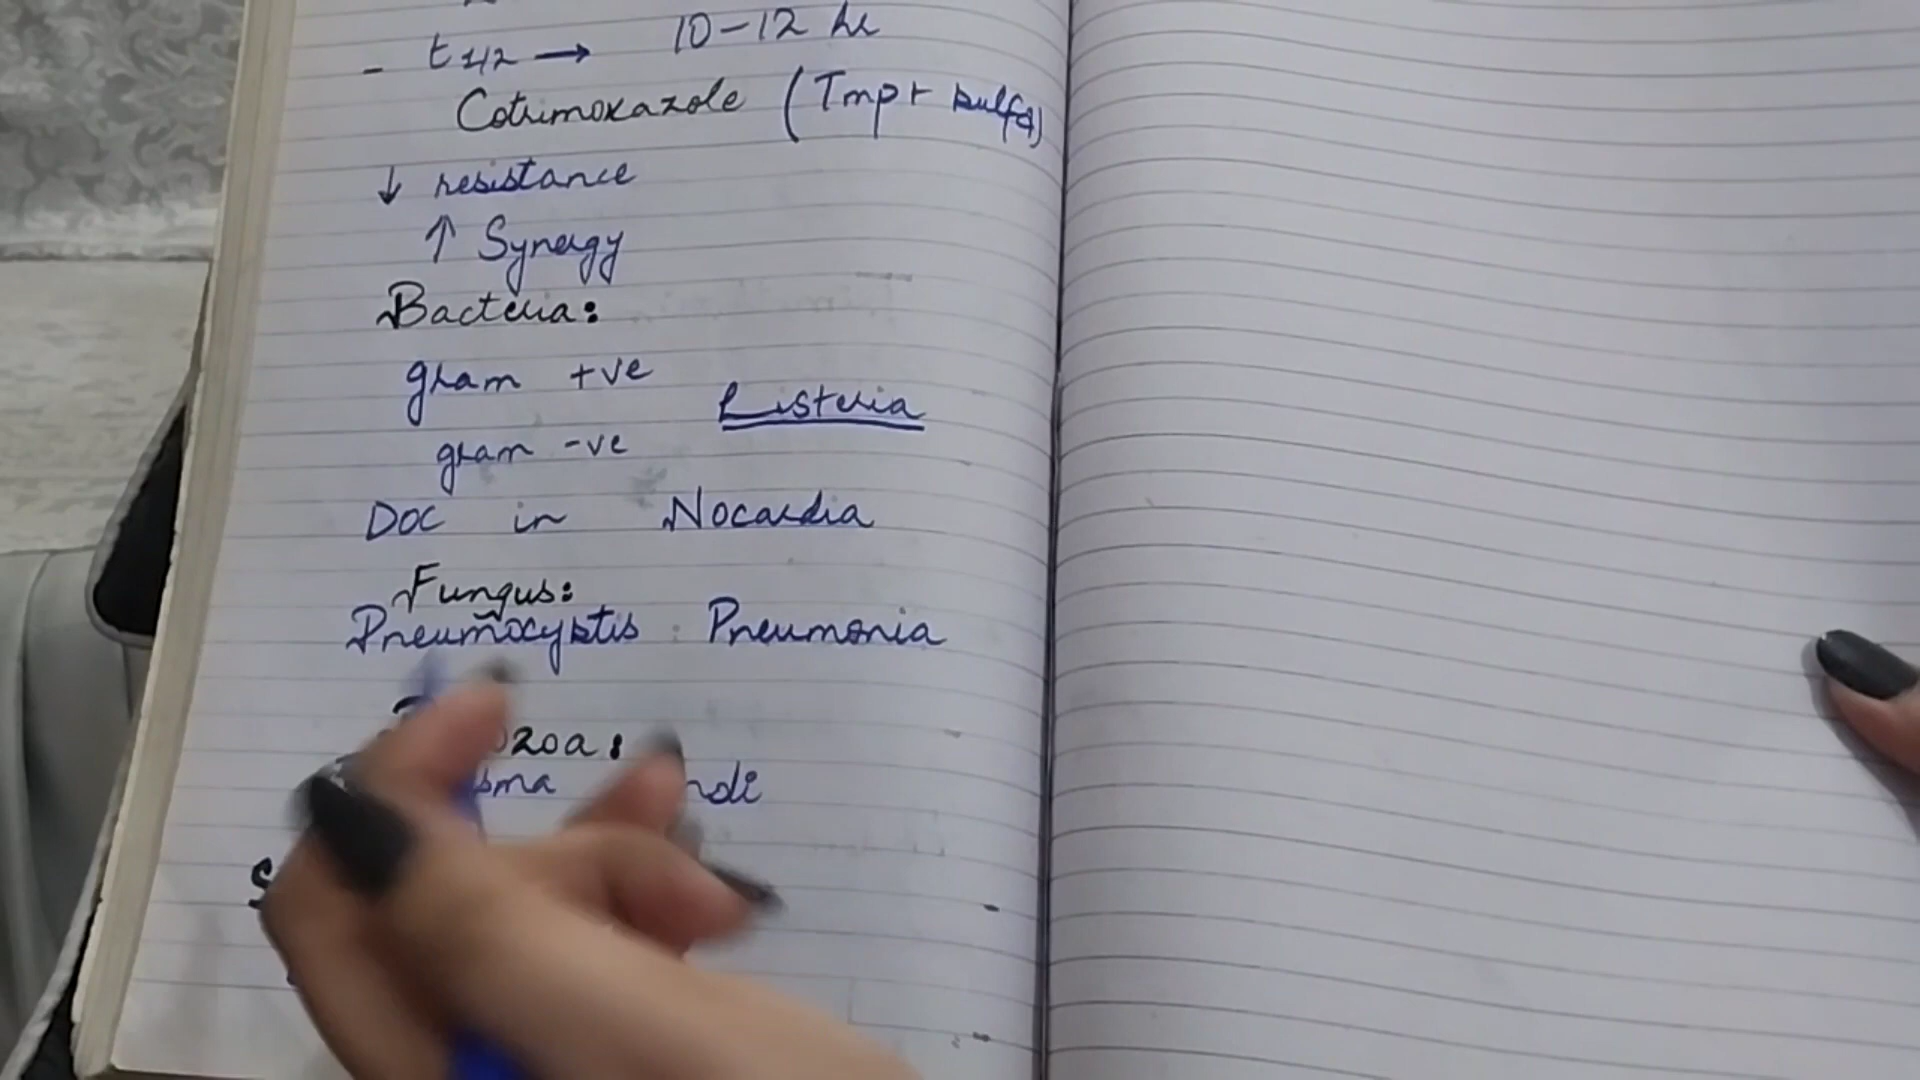 - t 1/2 → 10-12 hr
Cotrimoxazole (Tmp + sulfa)
↓ resistance
↑ Synergy
Bacteria:
gram +ve
Listeria
gram -ve
DOC in Nocardia
Fungus:
Pneumocystis : Pneumonia